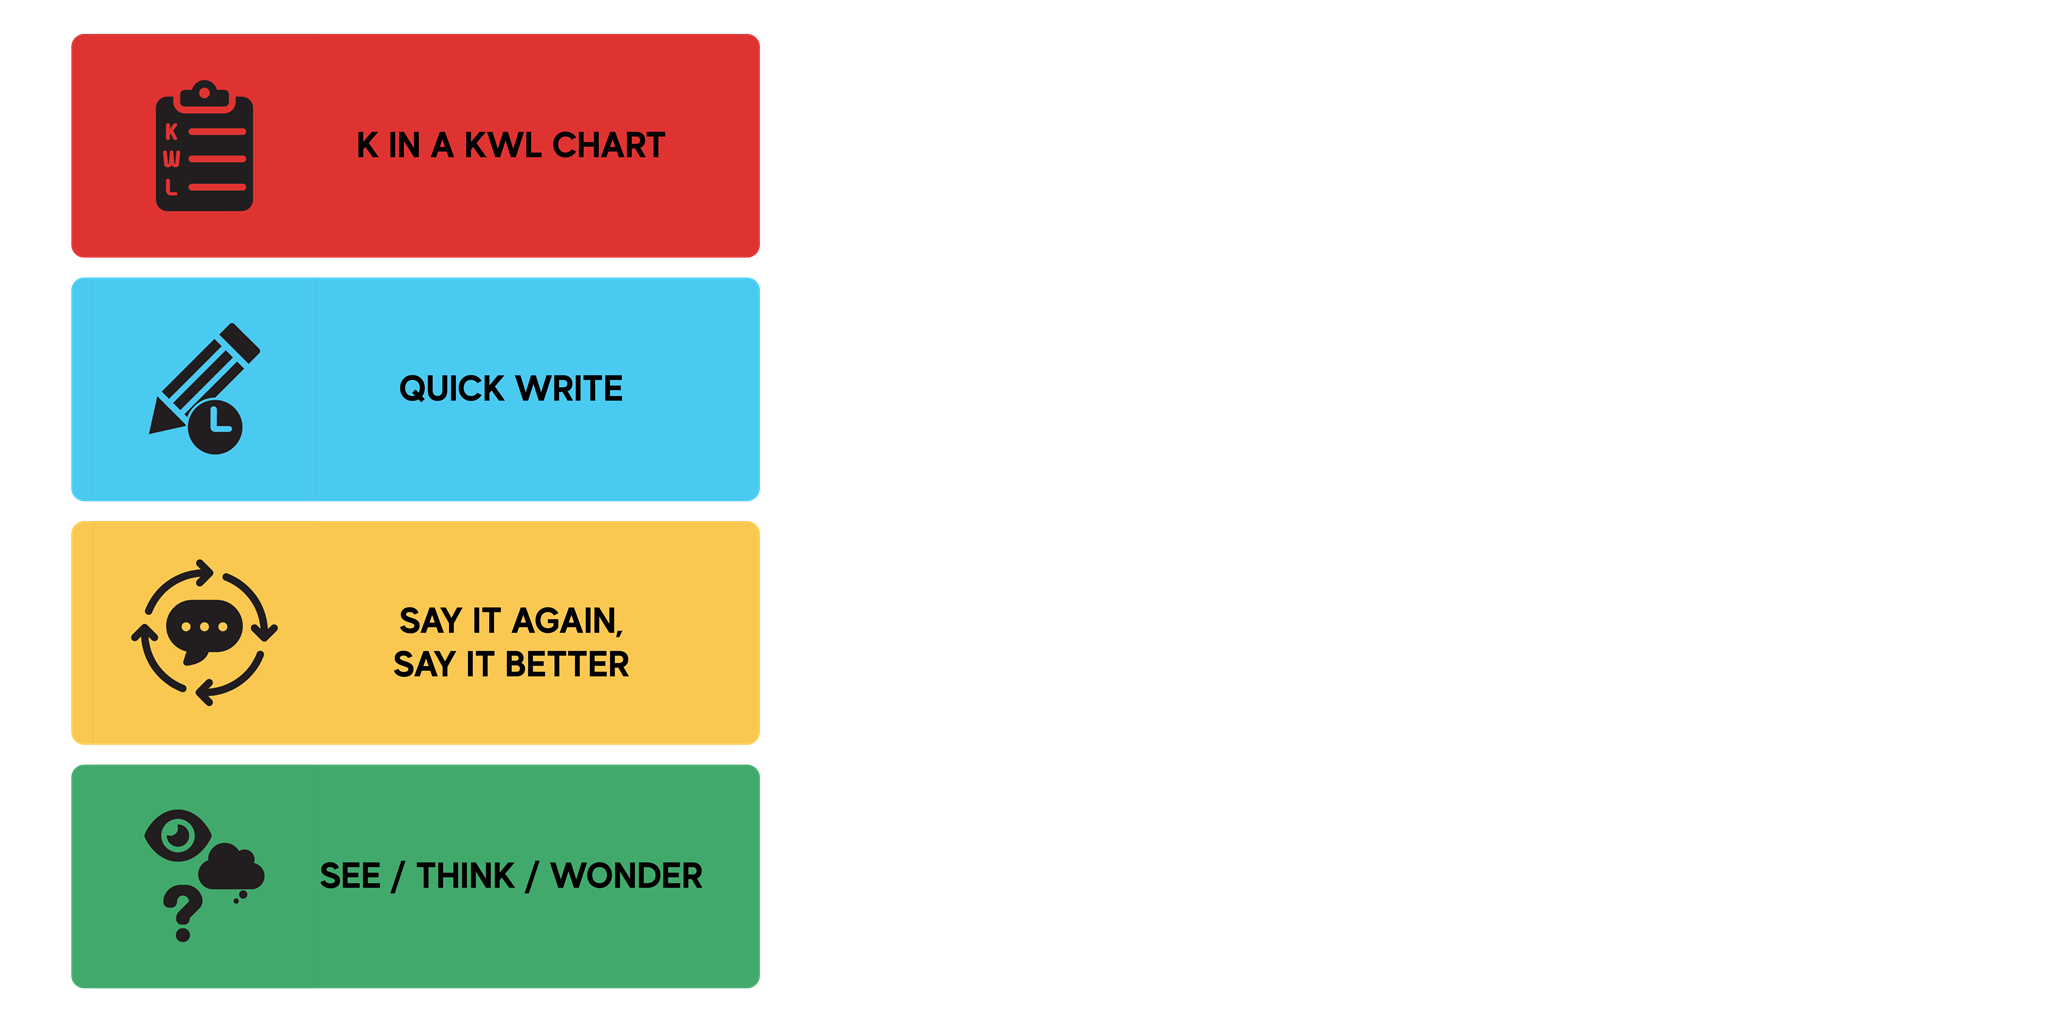 K
W
L
K IN A KWL CHART
QUICK WRITE
SAY IT AGAIN,
SAY IT BETTER
?
SEE / THINK / WONDER